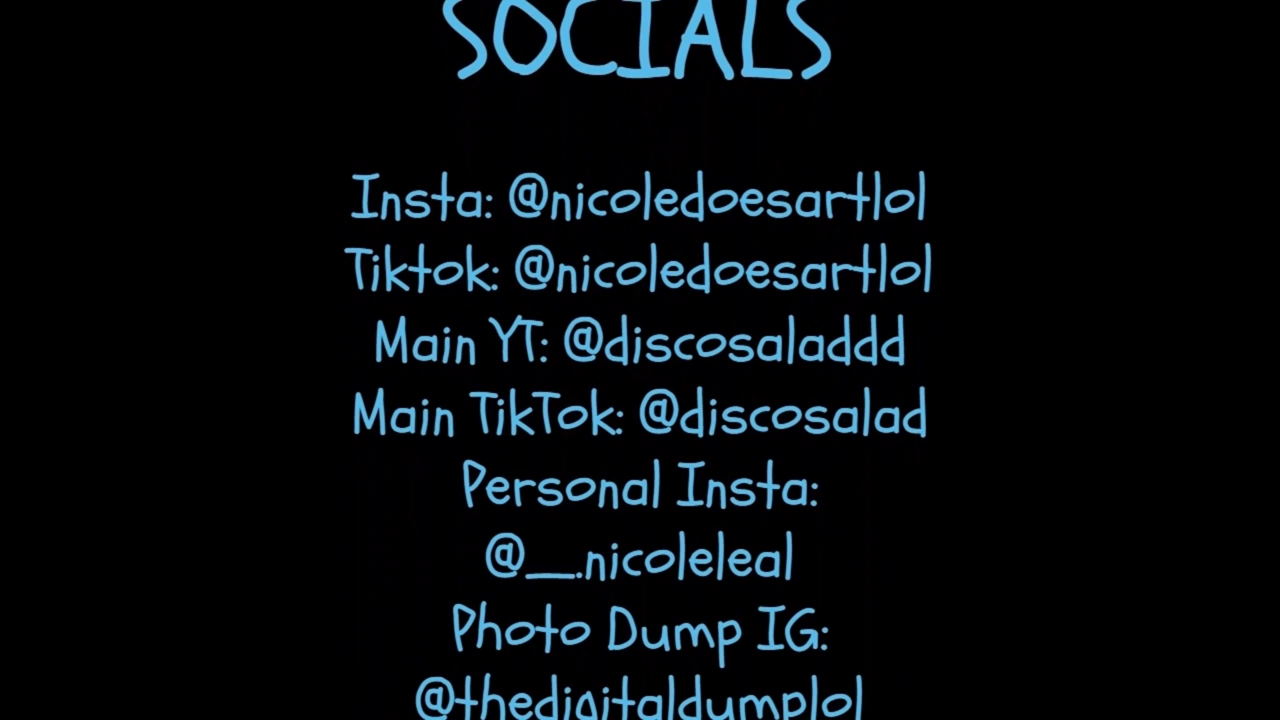 SOCIALS
Insta: @nicoledoesartlol
Tiktok: @nicoledoesartlol
Main YT: @discosaladdd
Main TikTok: @discosalad
Personal Insta:
@__.nicoleleal
Photo Dump IG:
@thedigitaldumplol